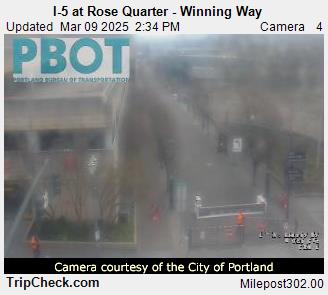 I-5 at Rose Quarter - Winning Way
Updated Mar 09 2025 2:34 PM Camera 4
PBOT
PORTLAND BUREAU OF TRANSPORTATION
Camera courtesy of the City of Portland
TripCheck.com Milepost302.00